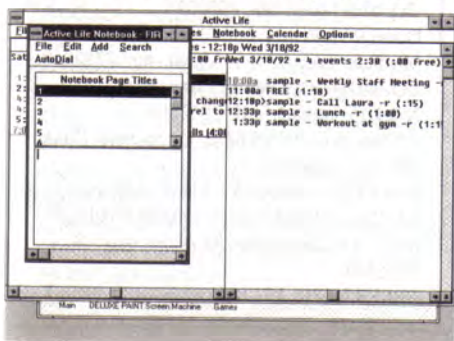 Active Life
Active Life Notebook - FIR
es Notebook Calendar Options
File Edit Add Search
AutoDial
s - 12:18p Wed 3/18/92
Wed 3/18/92 = 4 events 2:30 (:00 free)
Notebook Page Titles
1
2
3
4
5
10:00a sample - Weekly Staff Meeting
11:00a FREE (1:10)
12:10p>sample - Call Laura -r (:15)
12:33p sample - Lunch -r (1:00)
1:33p sample - Workout at gym -r (1:1
Main DELUXE PAINT Screen Machine Games